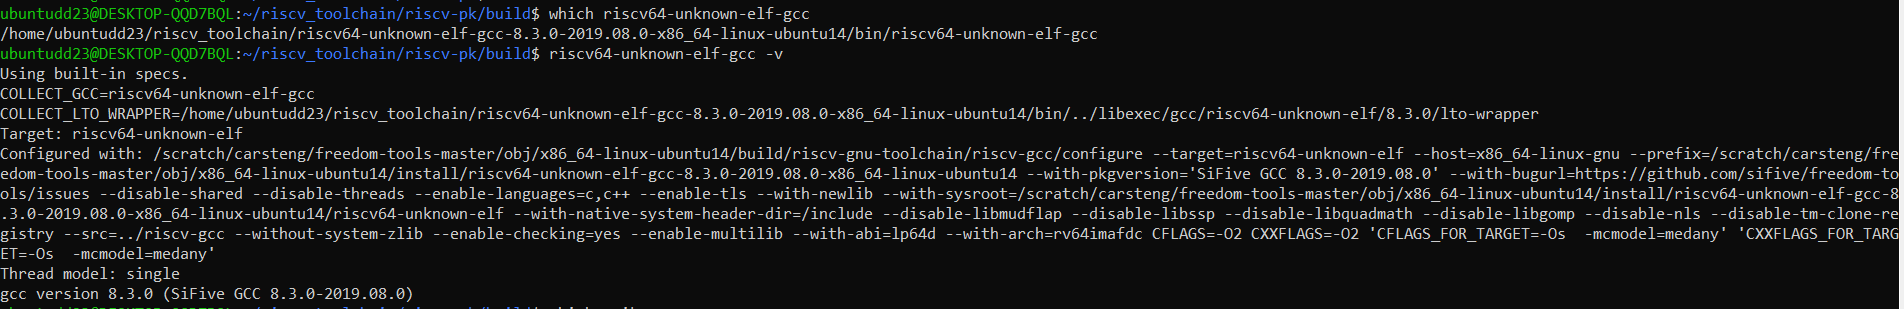 ubuntudd23@DESKTOP-QQD7BQL:~/riscv_toolchain/riscv-pk/build$ which riscv64-unknown-elf-gcc
/home/ubuntudd23/riscv_toolchain/riscv64-unknown-elf-gcc-8.3.0-2019.08.0-x86_64-linux-ubuntu14/bin/riscv64-unknown-elf-gcc
ubuntudd23@DESKTOP-QQD7BQL:~/riscv_toolchain/riscv-pk/build$ riscv64-unknown-elf-gcc -v
Using built-in specs.
COLLECT_GCC=riscv64-unknown-elf-gcc
COLLECT_LTO_WRAPPER=/home/ubuntudd23/riscv_toolchain/riscv64-unknown-elf-gcc-8.3.0-2019.08.0-x86_64-linux-ubuntu14/bin/../libexec/gcc/riscv64-unknown-elf/8.3.0/lto-wrapper
Target: riscv64-unknown-elf
Configured with: /scratch/carsteng/freedom-tools-master/obj/x86_64-linux-ubuntu14/build/riscv-gnu-toolchain/riscv-gcc/configure --target=riscv64-unknown-elf --host=x86_64-linux-gnu --prefix=/scratch/carsteng/fre
edom-tools-master/obj/x86_64-linux-ubuntu14/install/riscv64-unknown-elf-gcc-8.3.0-2019.08.0-x86_64-linux-ubuntu14 --with-pkgversion='SiFive GCC 8.3.0-2019.08.0' --with-bugurl=https://github.com/sifive/freedom-to
ols/issues --disable-shared --disable-threads --enable-languages=c,c++ --enable-tls --with-newlib --with-sysroot=/scratch/carsteng/freedom-tools-master/obj/x86_64-linux-ubuntu14/install/riscv64-unknown-elf-gcc-8
.3.0-2019.08.0-x86_64-linux-ubuntu14/riscv64-unknown-elf --with-native-system-header-dir=/include --disable-libmudflap --disable-libssp --disable-libquadmath --disable-libgomp --disable-nls --disable-tm-clone-re
gistry --src=../riscv-gcc --without-system-zlib --enable-checking=yes --enable-multilib --with-abi=lp64d --with-arch=rv64imafdc CFLAGS=-O2 CXXFLAGS=-O2 'CFLAGS_FOR_TARGET=-Os  -mcmodel=medany' 'CXXFLAGS_FOR_TARG
ET=-Os  -mcmodel=medany'
Thread model: single
gcc version 8.3.0 (SiFive GCC 8.3.0-2019.08.0)